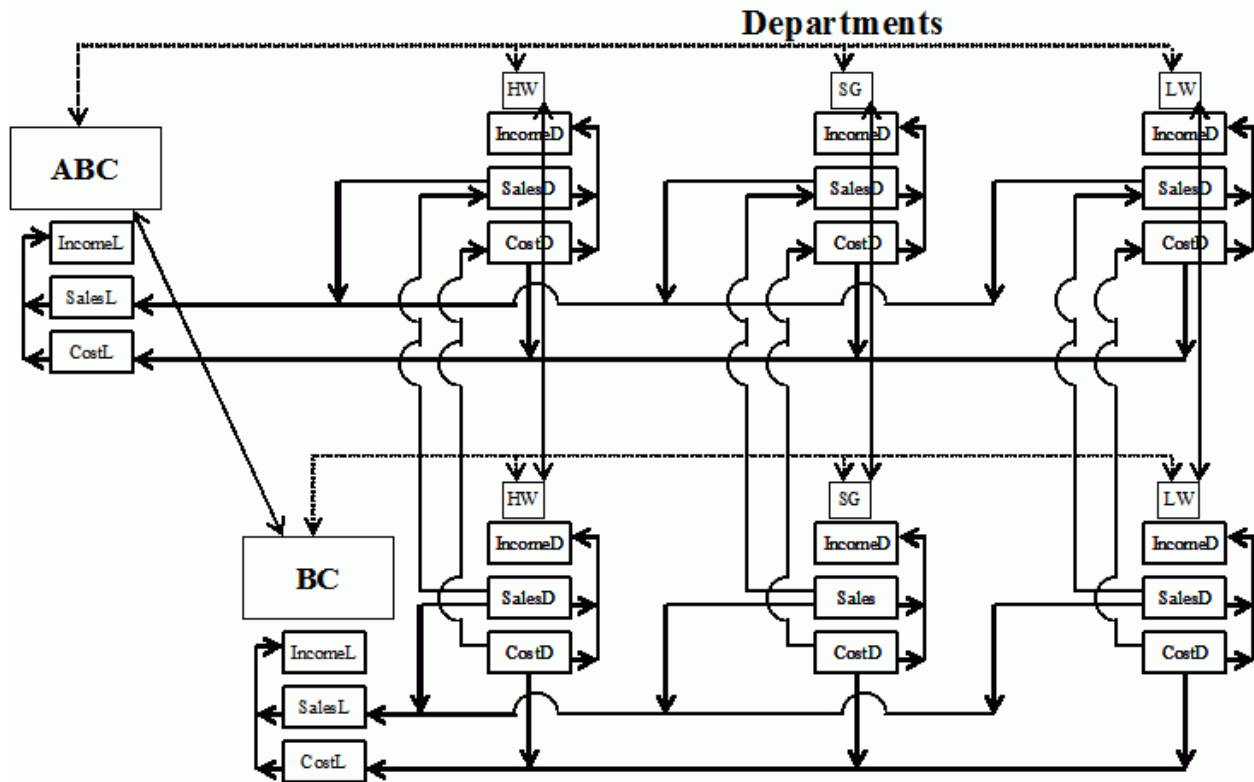 Departments
HW
SG
LW
ABC
IncomeD
IncomeD
IncomeD
SalesD
SalesD
SalesD
IncomeL
CostD
CostD
CostD
SalesL
CostL
HW
SG
LW
BC
IncomeD
IncomeD
IncomeD
SalesD
Sales
SalesD
IncomeL
CostD
CostD
CostD
SalesL
CostL